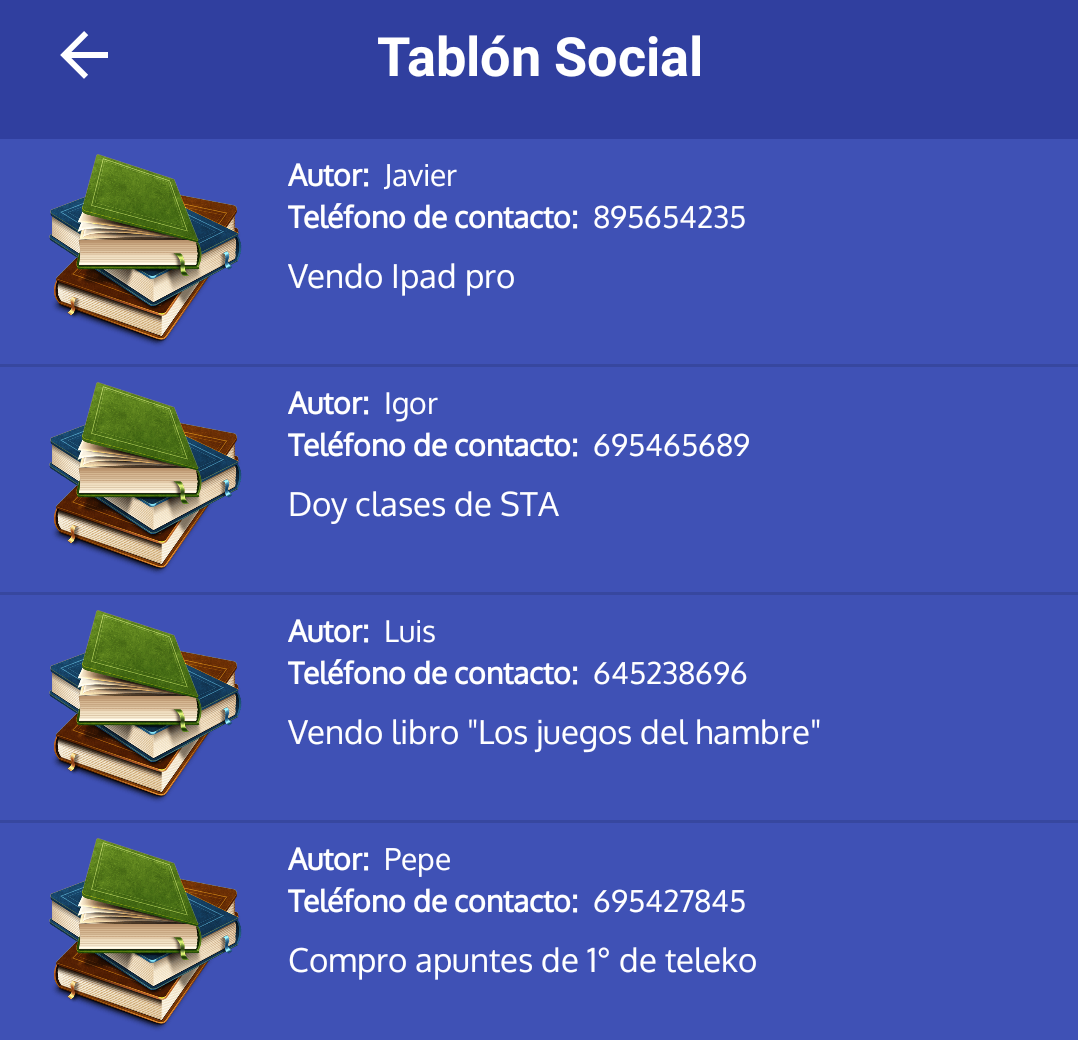 Tablón Social
Autor: Javier
Teléfono de contacto: 895654235
Vendo Ipad pro
Autor: Igor
Teléfono de contacto: 695465689
Doy clases de STA
Autor: Luis
Teléfono de contacto: 645238696
Vendo libro "Los juegos del hambre"
Autor: Pepe
Teléfono de contacto: 695427845
Compro apuntes de 1° de teleko